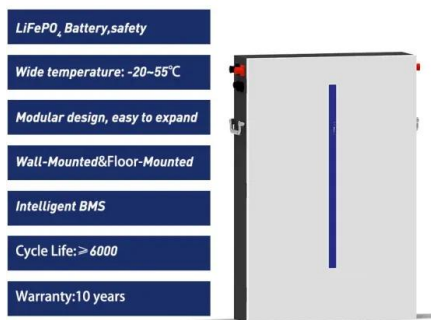 LiFePO₄ Battery,safety
Wide temperature: -20~55℃
Modular design, easy to expand
Wall-Mounted&Floor-Mounted
Intelligent BMS
Cycle Life:≥6000
Warranty:10 years